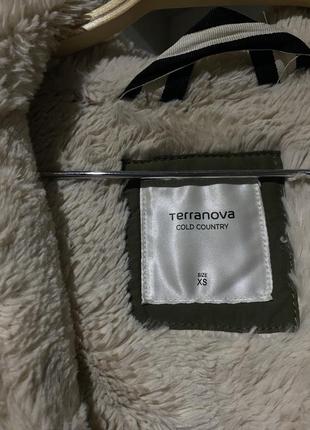 Terranova
COLD COUNTRY
SIZE
XS